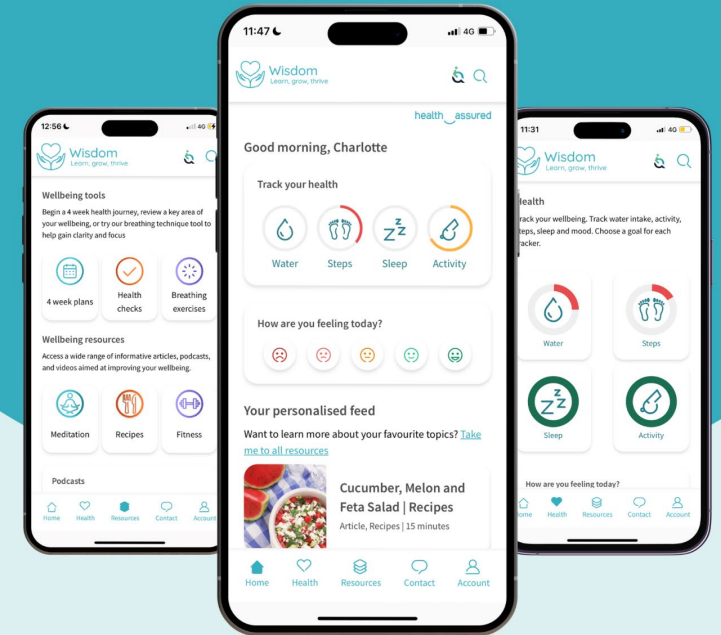 12:56
4G
Wisdom
Learn, grow, thrive
Wellbeing tools
Begin a 4 week health journey, review a key area of
your wellbeing, or try our breathing technique tool to
help gain clarity and focus
4 week plans
Health
checks
Breathing
exercises
Wellbeing resources
Access a wide range of informative articles, podcasts,
and videos aimed at improving your wellbeing.
Meditation
Recipes
Fitness
Podcasts
Home
Health
Resources
Contact
Account
11:47
4G
Wisdom
Learn, grow, thrive
health assured
Good morning, Charlotte
Track your health
Water
Steps
zzz
Sleep
Activity
How are you feeling today?
Your personalised feed
Want to learn more about your favourite topics? Take
me to all resources
Cucumber, Melon and
Feta Salad | Recipes
Article, Recipes | 15 minutes
Home
Health
Resources
Contact
Account
11:31
4G
Wisdom
Learn, grow, thrive
Health
rack your wellbeing. Track water intake, activity,
teps, sleep and mood. Choose a goal for each
racker.
Water
Steps
zzz
Sleep
Activity
How are you feeling today?
Home
Health
Resources
Contact
Account